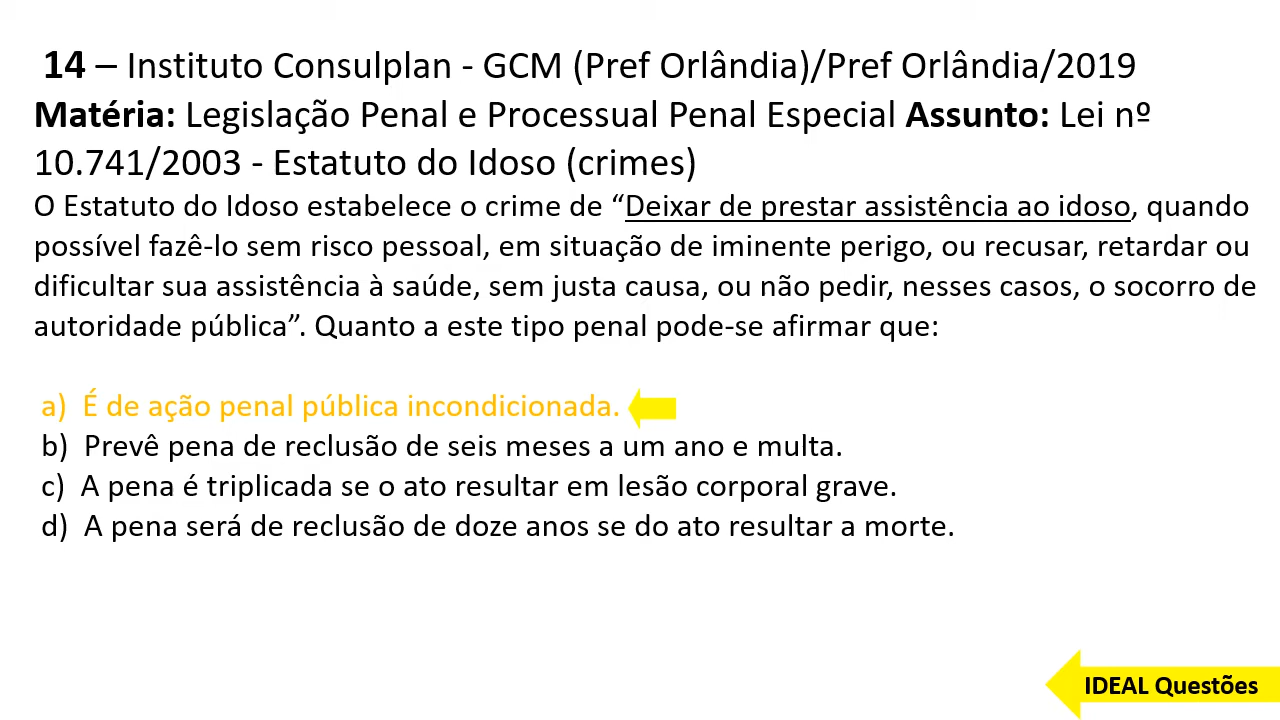 14 – Instituto Consulplan - GCM (Pref Orlândia)/Pref Orlândia/2019
Matéria: Legislação Penal e Processual Penal Especial Assunto: Lei nº
10.741/2003 - Estatuto do Idoso (crimes)
O Estatuto do Idoso estabelece o crime de “Deixar de prestar assistência ao idoso, quando
possível fazê-lo sem risco pessoal, em situação de iminente perigo, ou recusar, retardar ou
dificultar sua assistência à saúde, sem justa causa, ou não pedir, nesses casos, o socorro de
autoridade pública”. Quanto a este tipo penal pode-se afirmar que:
a) É de ação penal pública incondicionada.
b) Prevê pena de reclusão de seis meses a um ano e multa.
c) A pena é triplicada se o ato resultar em lesão corporal grave.
d) A pena será de reclusão de doze anos se do ato resultar a morte.
IDEAL Questões